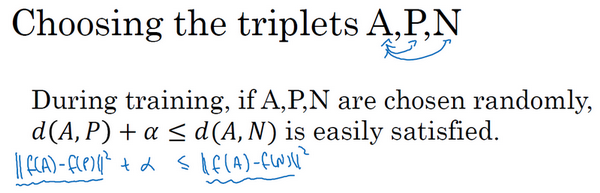 Choosing the triplets A,P,N
During training, if A,P,N are chosen randomly,
d(A, P) + α ≤ d(A, N) is easily satisfied.
||f(A)-f(P)||² + α ≤ ||f(A)-f(N)||²